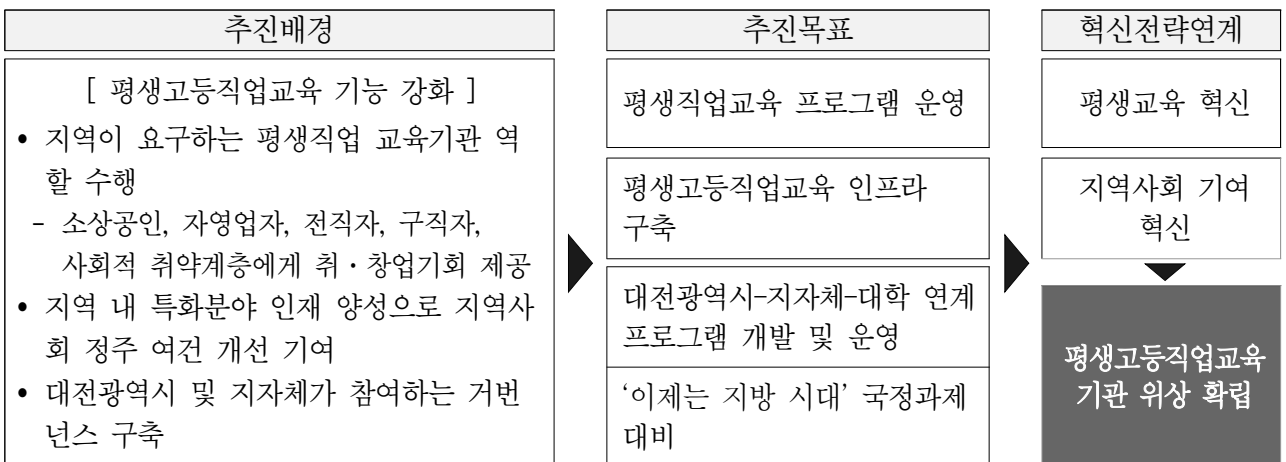 추진배경
[ 평생고등직업교육 기능 강화 ]
• 지역이 요구하는 평생직업 교육기관 역
할 수행
- 소상공인, 자영업자, 전직자, 구직자,
사회적 취약계층에게 취·창업기회 제공
• 지역 내 특화분야 인재 양성으로 지역사
회 정주 여건 개선 기여
• 대전광역시 및 지자체가 참여하는 거번
넌스 구축
추진목표
평생직업교육 프로그램 운영
평생고등직업교육 인프라
구축
대전광역시-지자체-대학 연계
프로그램 개발 및 운영
‘이제는 지방 시대’ 국정과제
대비
혁신전략연계
평생교육 혁신
지역사회 기여
혁신
평생고등직업교육
기관 위상 확립